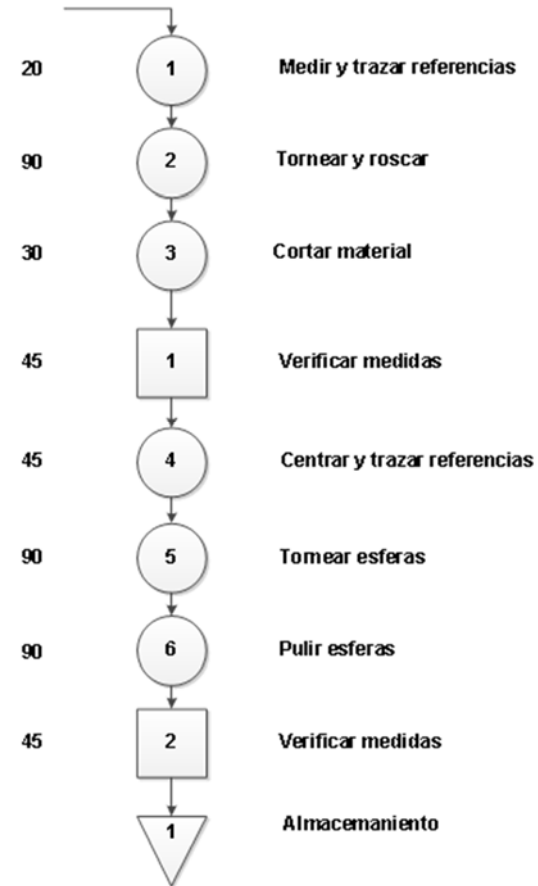 20 1 Medir y trazar referencias
90 2 Tornear y roscar
30 3 Cortar material
45 1 Verificar medidas
45 4 Centrar y trazar referencias
90 5 Tornear esferas
90 6 Pulir esferas
45 2 Verificar medidas
1 Almacemaniento